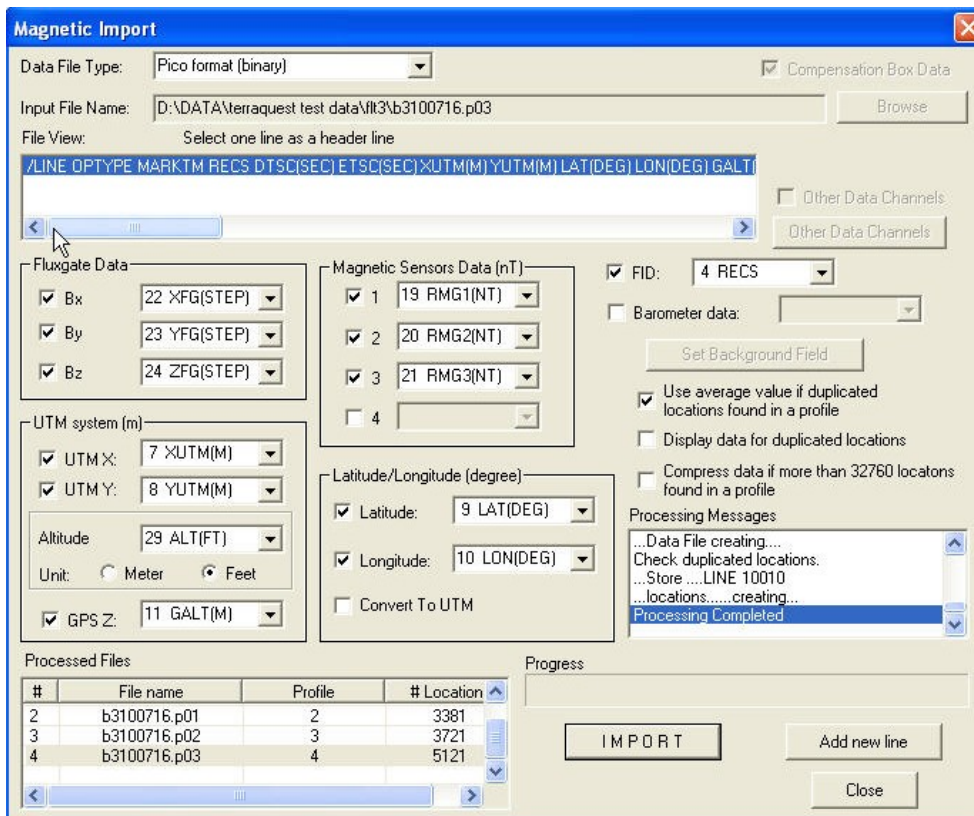 Magnetic Import
Data File Type: Pico format (binary)
Compensation Box Data
Input File Name: D:\DATA\terraquest test data\flt3\b3100716.p03
Browse
File View: Select one line as a header line
/LINE OPTYPE MARKTM RECS DTSC(SEC) ETSC(SEC) XUTM(M) YUTM(M) LAT(DEG) LON(DEG) GALT(
Other Data Channels
Other Data Channels
Fluxgate Data
Bx 22 XFG(STEP)
By 23 YFG(STEP)
Bz 24 ZFG(STEP)
Magnetic Sensors Data (nT)
1 19 RMG1(NT)
2 20 RMG2(NT)
3 21 RMG3(NT)
4
FID: 4 RECS
Barometer data:
Set Background Field
Use average value if duplicated
locations found in a profile
Display data for duplicated locations
Compress data if more than 32760 locatons
found in a profile
UTM system (m)
UTM X: 7 XUTM(M)
UTM Y: 8 YUTM(M)
Altitude 29 ALT(FT)
Unit: Meter Feet
GPS Z: 11 GALT(M)
Latitude/Longitude (degree)
Latitude: 9 LAT(DEG)
Longitude: 10 LON(DEG)
Convert To UTM
Processing Messages
...Data File creating....
Check duplicated locations.
...Store ....LINE 10010
...locations......creating...
Processing Completed
Processed Files
# File name Profile # Location
2 b3100716.p01 2 3381
3 b3100716.p02 3 3721
4 b3100716.p03 4 5121
Progress
IMPORT
Add new line
Close